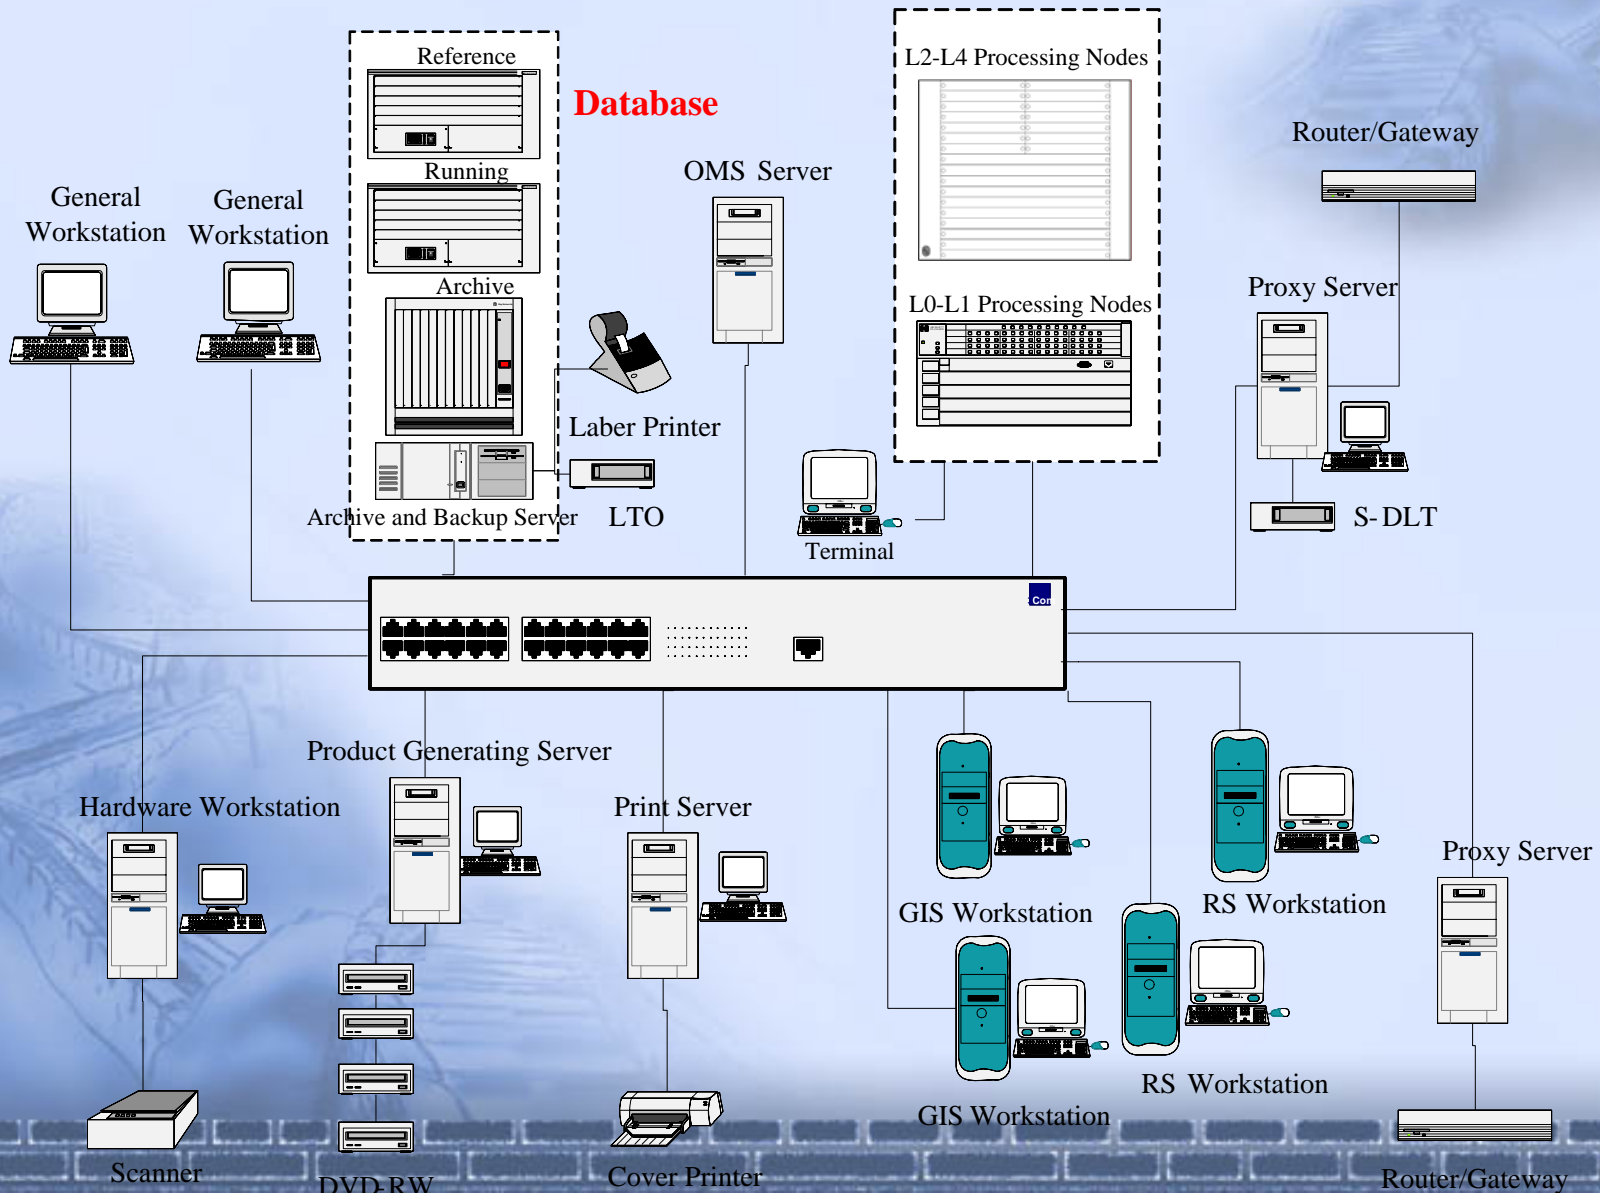 Reference
L2-L4 Processing Nodes
Database
Router/Gateway
Running
OMS Server
General
Workstation
General
Workstation
Archive
Proxy Server
L0-L1 Processing Nodes
Laber Printer
Archive and Backup Server
LTO
S-DLT
Terminal
Com
Product Generating Server
Hardware Workstation
Print Server
Proxy Server
GIS Workstation
RS Workstation
RS Workstation
GIS Workstation
Scanner
DVD-RW
Cover Printer
Router/Gateway